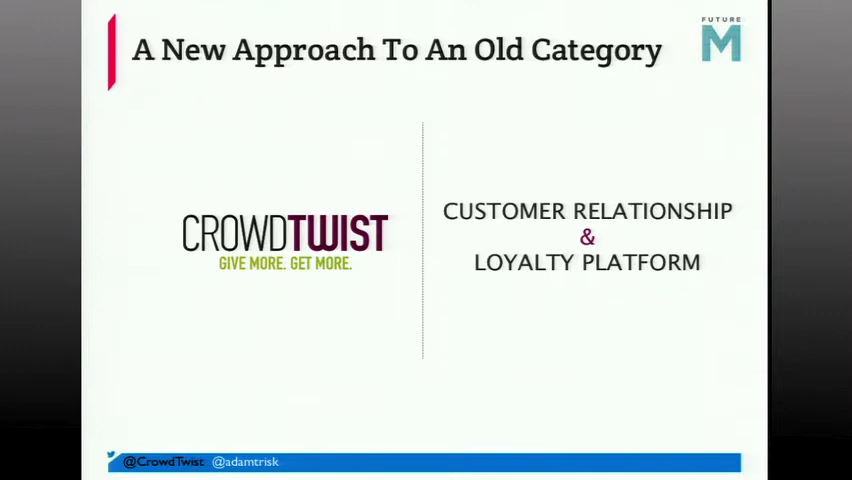 A New Approach To An Old Category
FUTURE
M
CROWDTWIST
GIVE MORE. GET MORE.
CUSTOMER RELATIONSHIP
&
LOYALTY PLATFORM
@CrowdTwist @adamtrisk